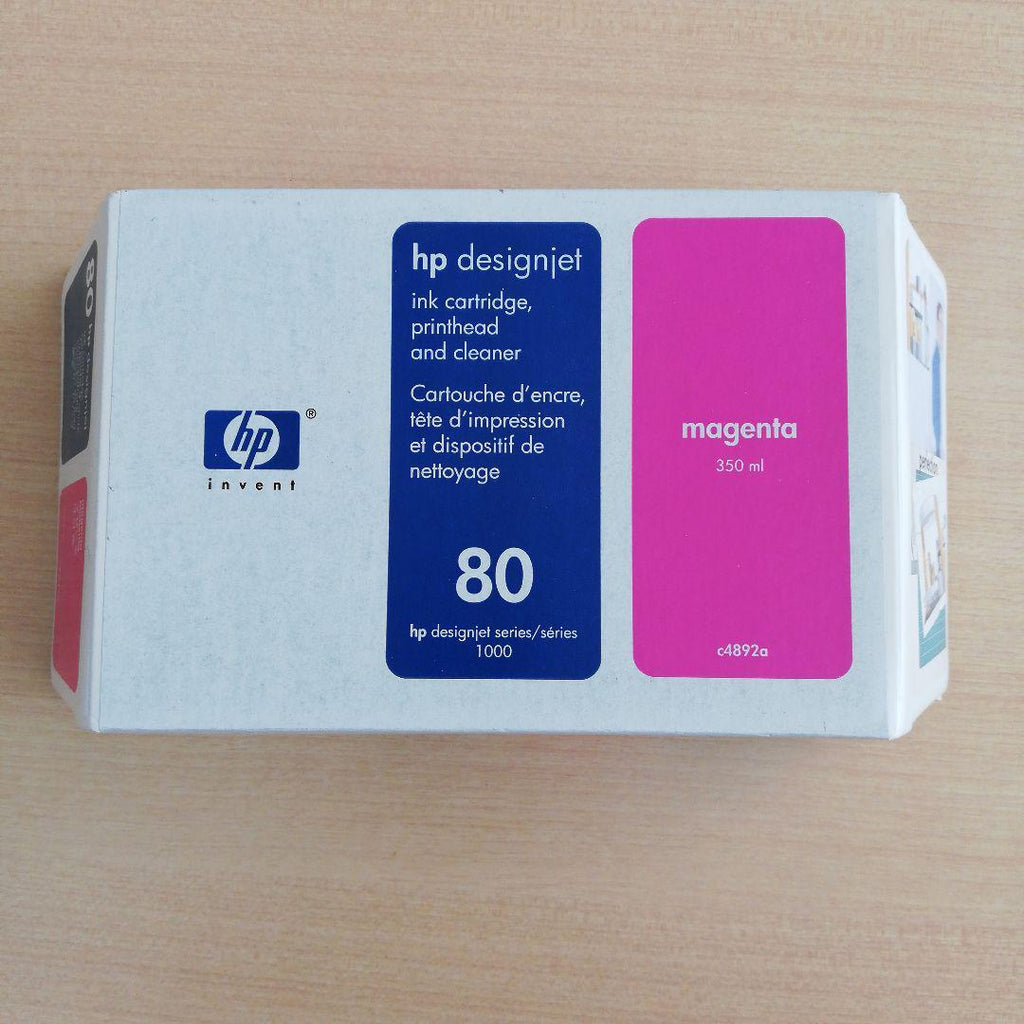 80
hp
®
invent
hp designjet
ink cartridge,
printhead
and cleaner
Cartouche d'encre,
tête d'impression
et dispositif de
nettoyage
80
hp designjet series/séries
1000
magenta
350 ml
c4892a